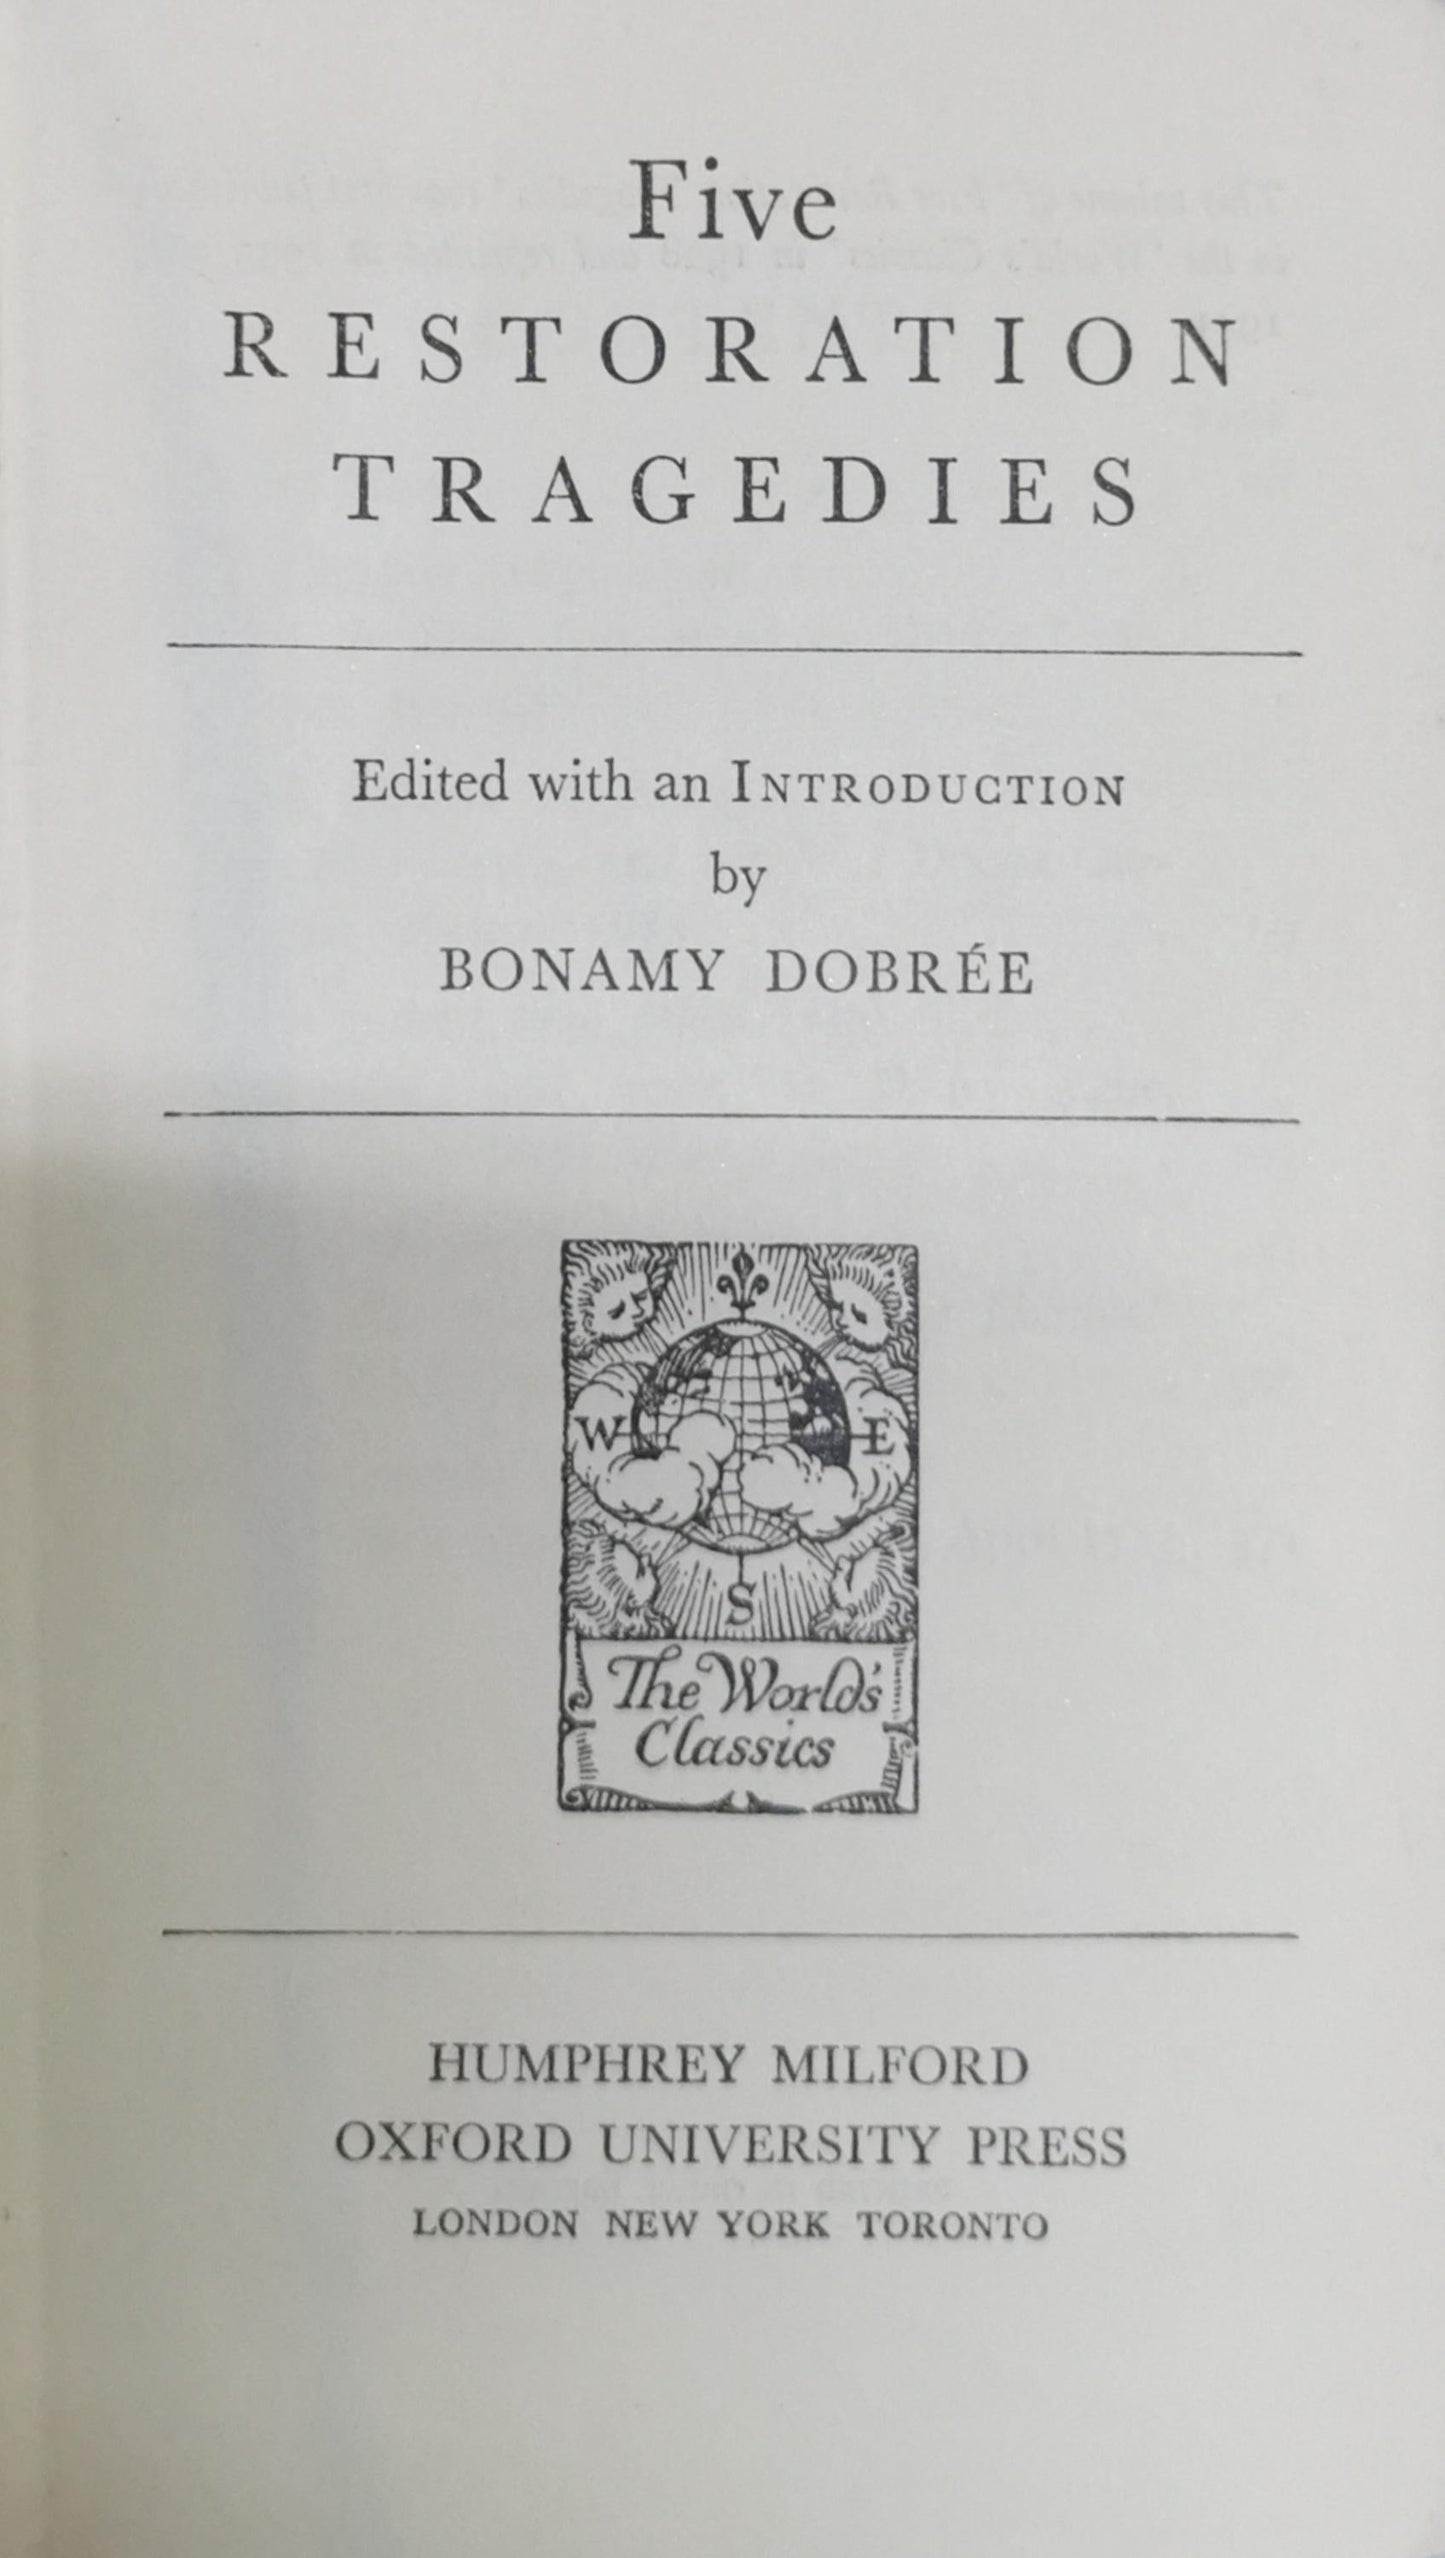 Five
RESTORATION
TRAGEDIES
Edited with an INTRODUCTION
by
BONAMY DOBRÉE
W E
S
The World's
Classics
HUMPHREY MILFORD
OXFORD UNIVERSITY PRESS
LONDON NEW YORK TORONTO